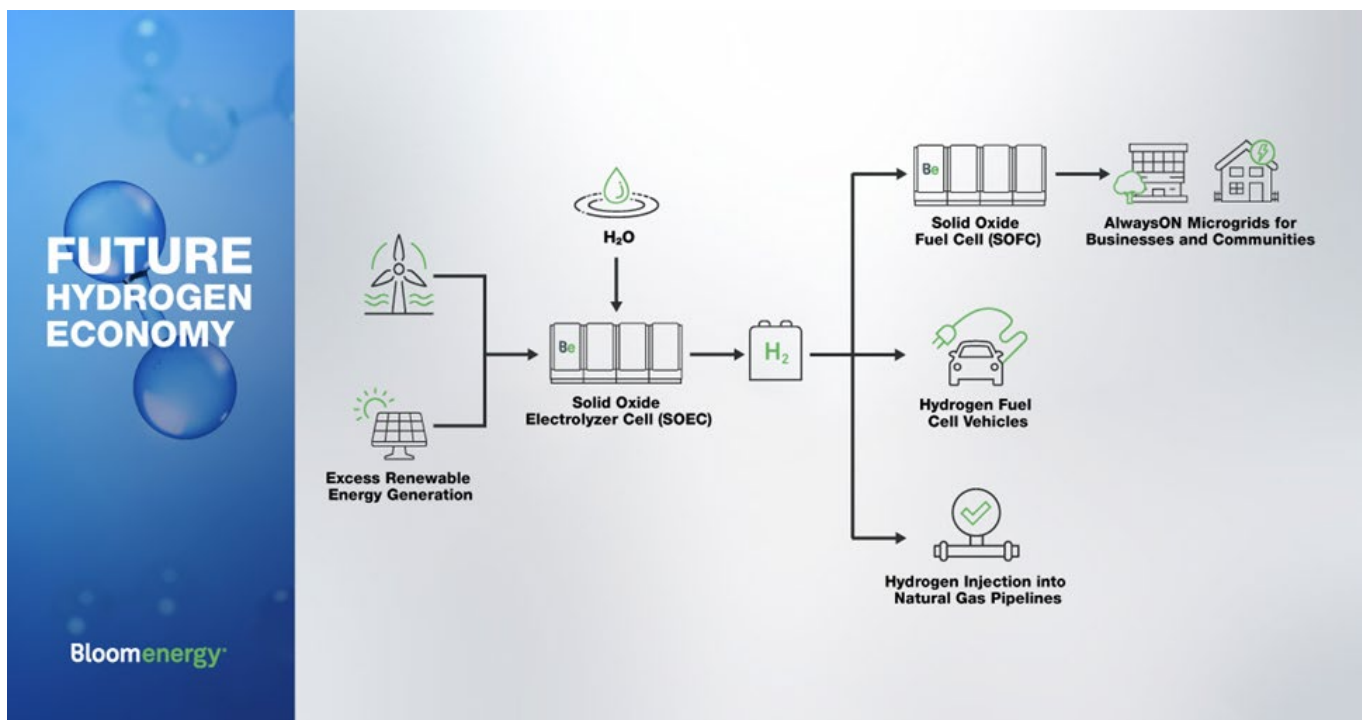 FUTURE
HYDROGEN
ECONOMY
Bloomenergy
Excess Renewable
Energy Generation
H₂O
Be
Solid Oxide
Electrolyzer Cell (SOEC)
H₂
Be
Solid Oxide
Fuel Cell (SOFC)
AlwaysON Microgrids for
Businesses and Communities
Hydrogen Fuel
Cell Vehicles
Hydrogen Injection into
Natural Gas Pipelines